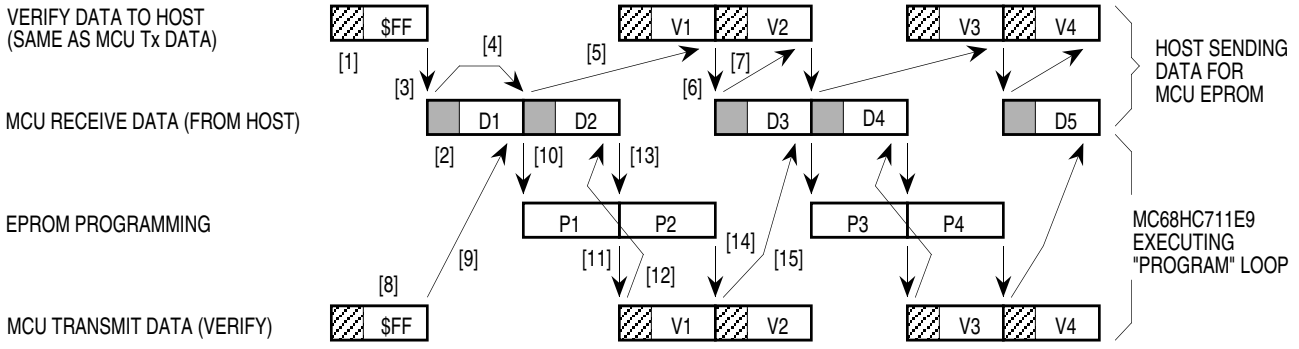 VERIFY DATA TO HOST
(SAME AS MCU Tx DATA)
$FF
V1
V2
V3
V4
[1]
[3]
[4]
[5]
[6]
[7]
HOST SENDING
DATA FOR
MCU EPROM
MCU RECEIVE DATA (FROM HOST)
D1
D2
D3
D4
D5
[2]
[10]
[13]
EPROM PROGRAMMING
P1
P2
P3
P4
MC68HC711E9
EXECUTING
"PROGRAM" LOOP
[9]
[11]
[12]
[14]
[15]
[8]
MCU TRANSMIT DATA (VERIFY)
$FF
V1
V2
V3
V4